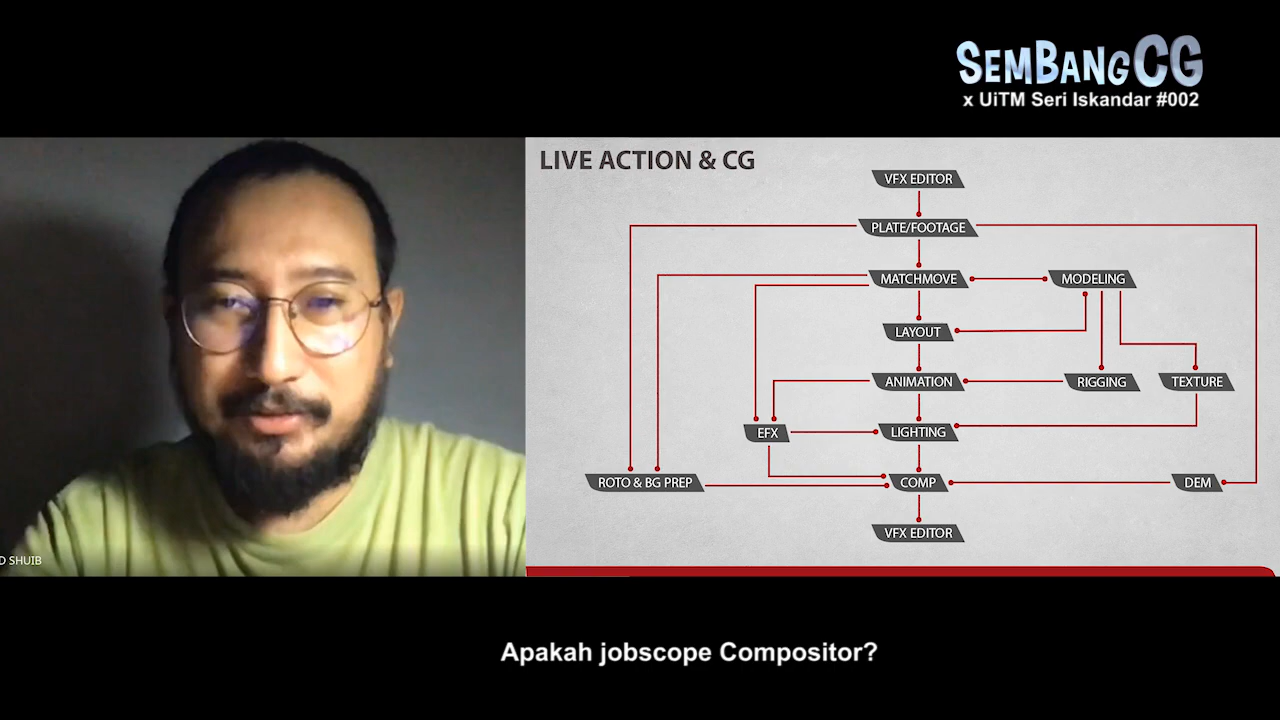 SEMBANGCG
x UiTM Seri Iskandar #002
LIVE ACTION & CG
VFX EDITOR
PLATE/FOOTAGE
MATCHMOVE
MODELING
LAYOUT
ANIMATION
RIGGING
TEXTURE
EFX
LIGHTING
ROTO & BG PREP
COMP
DEM
VFX EDITOR
D SHUIB
Apakah jobscope Compositor?